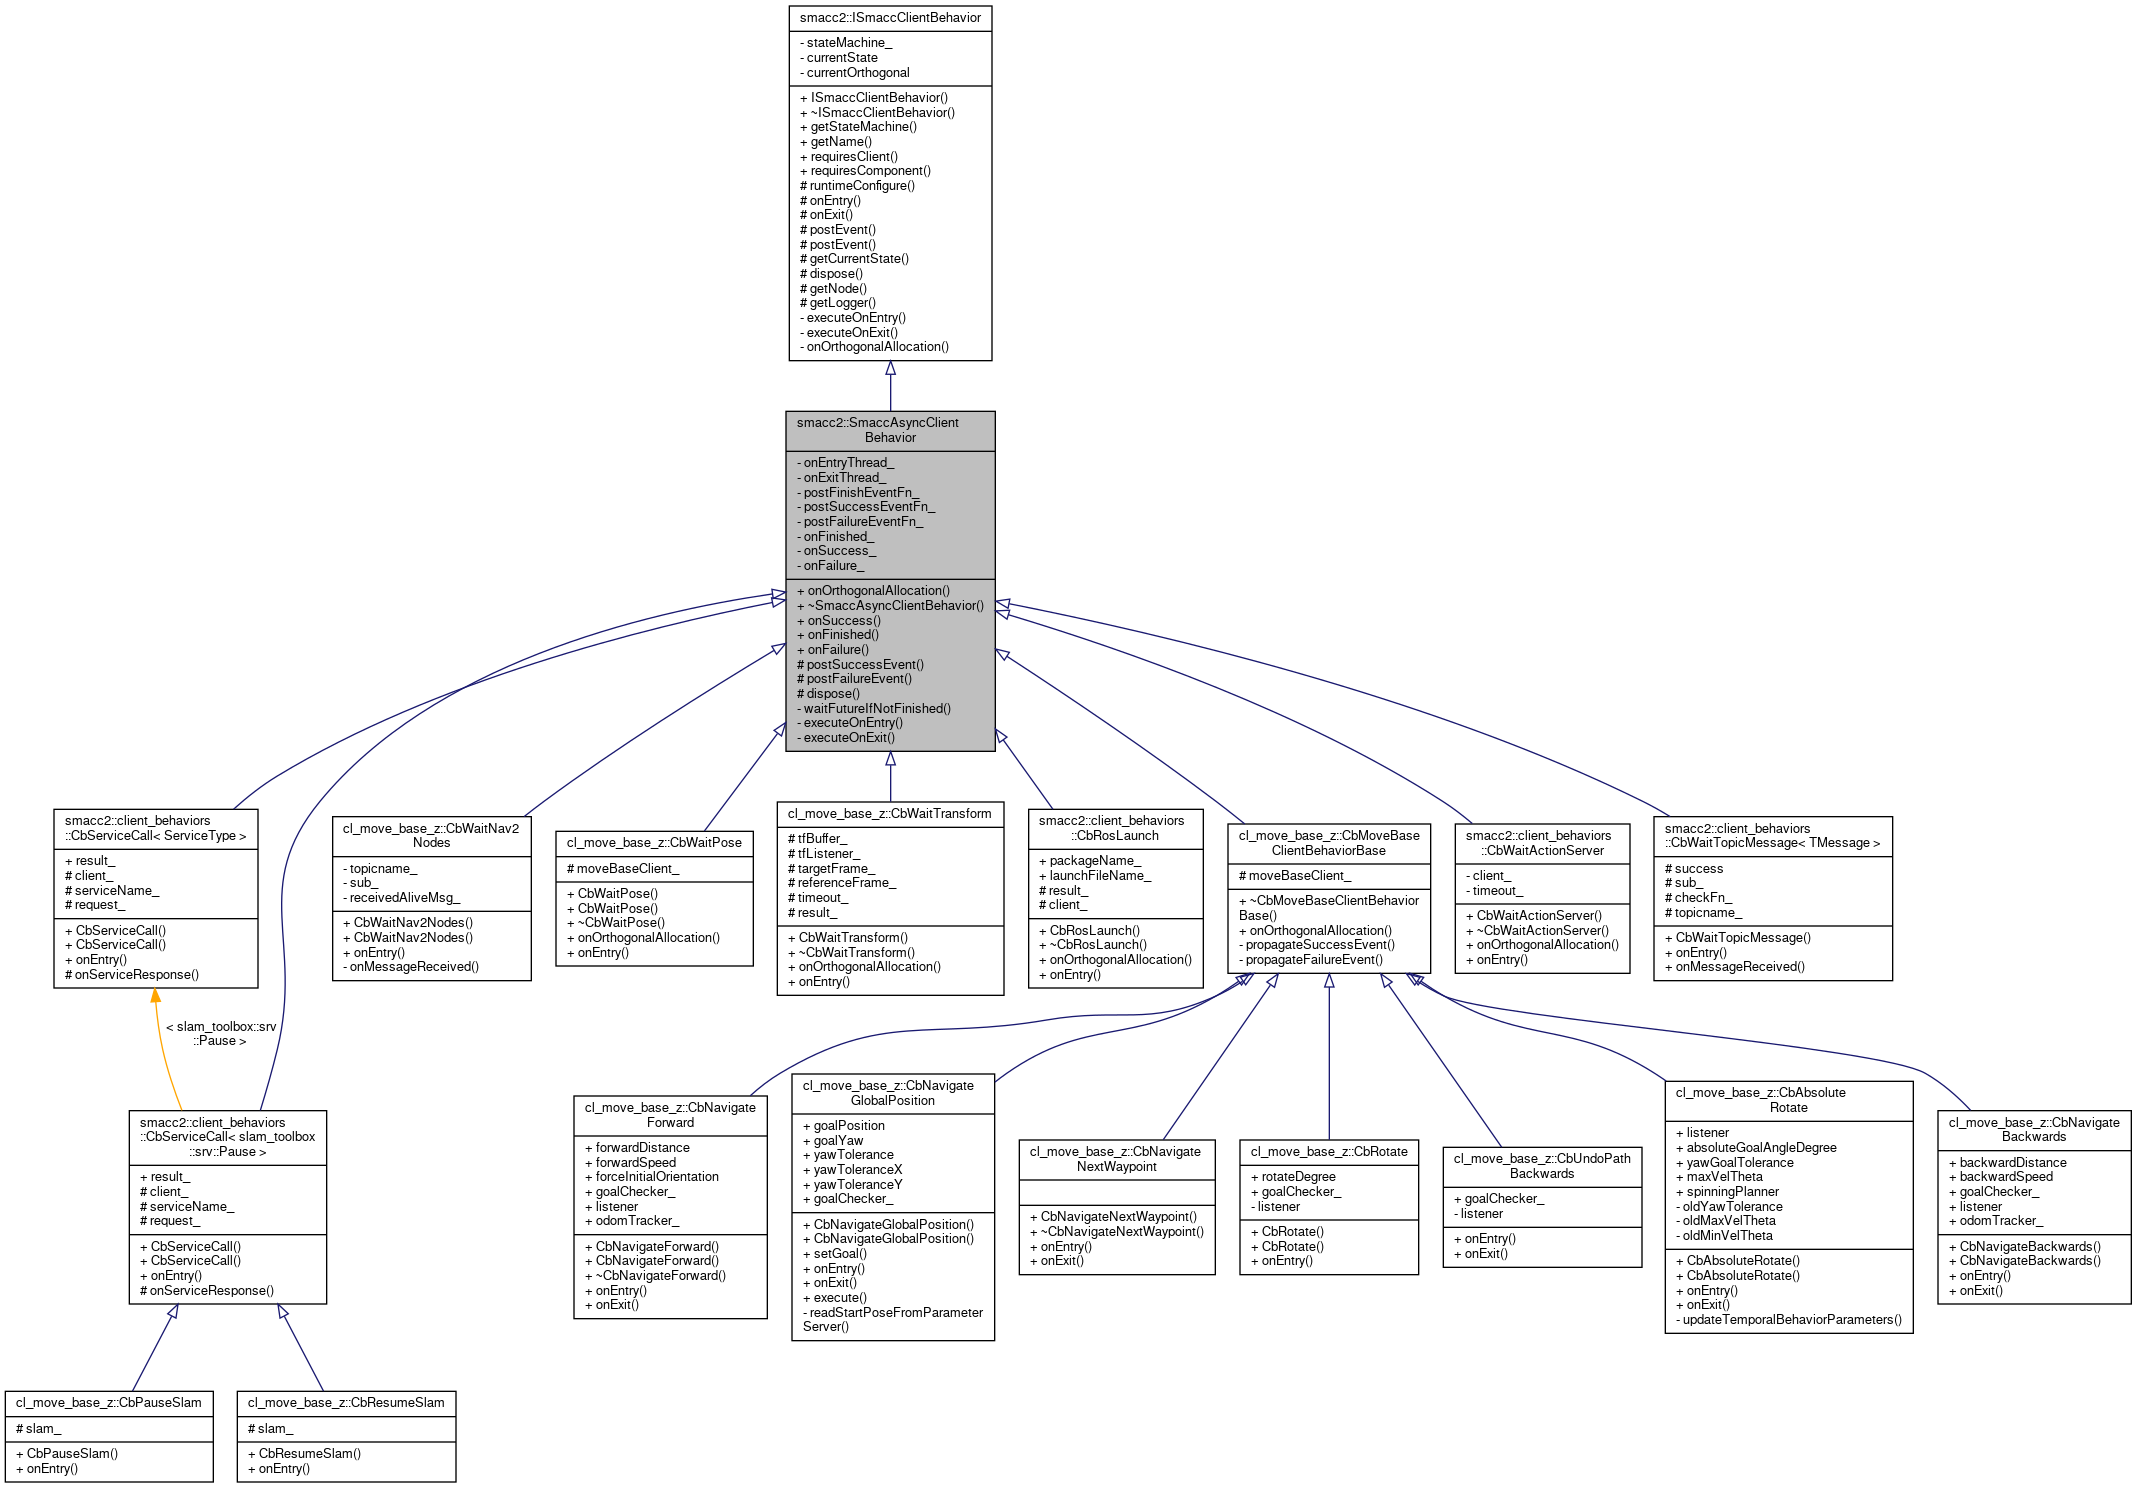 smacc2::ISmaccClientBehavior
- stateMachine_
- currentState
- currentOrthogonal
+ ISmaccClientBehavior()
+ ~ISmaccClientBehavior()
+ getStateMachine()
+ getName()
+ requiresClient()
+ requiresComponent()
# runtimeConfigure()
# onEntry()
# onExit()
# postEvent()
# postEvent()
# getCurrentState()
# dispose()
# getNode()
# getLogger()
- executeOnEntry()
- executeOnExit()
- onOrthogonalAllocation()
smacc2::SmaccAsyncClient
Behavior
- onEntryThread_
- onExitThread_
- postFinishEventFn_
- postSuccessEventFn_
- postFailureEventFn_
- onFinished_
- onSuccess_
- onFailure_
+ onOrthogonalAllocation()
+ ~SmaccAsyncClientBehavior()
+ onSuccess()
+ onFinished()
+ onFailure()
# postSuccessEvent()
# postFailureEvent()
# dispose()
- waitFutureIfNotFinished()
- executeOnEntry()
- executeOnExit()
smacc2::client_behaviors
::CbServiceCall< ServiceType >
+ result_
# client_
# serviceName_
# request_
+ CbServiceCall()
+ CbServiceCall()
+ onEntry()
# onServiceResponse()
cl_move_base_z::CbWaitNav2
Nodes
- topicname_
- sub_
- receivedAliveMsg_
+ CbWaitNav2Nodes()
+ CbWaitNav2Nodes()
+ onEntry()
- onMessageReceived()
cl_move_base_z::CbWaitPose
# moveBaseClient_
+ CbWaitPose()
+ CbWaitPose()
+ ~CbWaitPose()
+ onOrthogonalAllocation()
+ onEntry()
cl_move_base_z::CbWaitTransform
# tfBuffer_
# tfListener_
# targetFrame_
# referenceFrame_
# timeout_
# result_
+ CbWaitTransform()
+ ~CbWaitTransform()
+ onOrthogonalAllocation()
+ onEntry()
smacc2::client_behaviors
::CbRosLaunch
+ packageName_
+ launchFileName_
# result_
# client_
+ CbRosLaunch()
+ ~CbRosLaunch()
+ onOrthogonalAllocation()
+ onEntry()
cl_move_base_z::CbMoveBase
ClientBehaviorBase
# moveBaseClient_
+ ~CbMoveBaseClientBehavior
Base()
+ onOrthogonalAllocation()
- propagateSuccessEvent()
- propagateFailureEvent()
smacc2::client_behaviors
::CbWaitActionServer
- client_
- timeout_
+ CbWaitActionServer()
+ ~CbWaitActionServer()
+ onOrthogonalAllocation()
+ onEntry()
smacc2::client_behaviors
::CbWaitTopicMessage< TMessage >
# success
# sub_
# checkFn_
# topicname_
+ CbWaitTopicMessage()
+ onEntry()
+ onMessageReceived()
< slam_toolbox::srv
::Pause >
smacc2::client_behaviors
::CbServiceCall< slam_toolbox
::srv::Pause >
+ result_
# client_
# serviceName_
# request_
+ CbServiceCall()
+ CbServiceCall()
+ onEntry()
# onServiceResponse()
cl_move_base_z::CbNavigate
Forward
+ forwardDistance
+ forwardSpeed
+ forceInitialOrientation
+ goalChecker_
+ listener
+ odomTracker_
+ CbNavigateForward()
+ CbNavigateForward()
+ ~CbNavigateForward()
+ onEntry()
+ onExit()
cl_move_base_z::CbNavigate
GlobalPosition
+ goalPosition
+ goalYaw
+ yawTolerance
+ yawToleranceX
+ yawToleranceY
+ goalChecker_
+ CbNavigateGlobalPosition()
+ CbNavigateGlobalPosition()
+ setGoal()
+ onEntry()
+ onExit()
+ execute()
- readStartPoseFromParameter
Server()
cl_move_base_z::CbNavigate
NextWaypoint
+ CbNavigateNextWaypoint()
+ ~CbNavigateNextWaypoint()
+ onEntry()
+ onExit()
cl_move_base_z::CbRotate
+ rotateDegree
+ goalChecker_
- listener
+ CbRotate()
+ CbRotate()
+ onEntry()
cl_move_base_z::CbUndoPath
Backwards
+ goalChecker_
- listener
+ onEntry()
+ onExit()
cl_move_base_z::CbAbsolute
Rotate
+ listener
+ absoluteGoalAngleDegree
+ yawGoalTolerance
+ maxVelTheta
+ spinningPlanner
- oldYawTolerance
- oldMaxVelTheta
- oldMinVelTheta
+ CbAbsoluteRotate()
+ CbAbsoluteRotate()
+ onEntry()
+ onExit()
- updateTemporalBehaviorParameters()
cl_move_base_z::CbNavigate
Backwards
+ backwardDistance
+ backwardSpeed
+ goalChecker_
+ listener
+ odomTracker_
+ CbNavigateBackwards()
+ CbNavigateBackwards()
+ onEntry()
+ onExit()
cl_move_base_z::CbPauseSlam
# slam_
+ CbPauseSlam()
+ onEntry()
cl_move_base_z::CbResumeSlam
# slam_
+ CbResumeSlam()
+ onEntry()